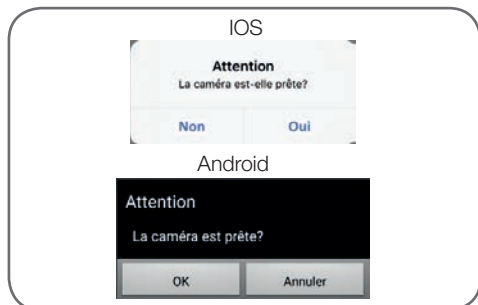 IOS
Attention
La caméra est-elle prête?
Non Oui
Android
Attention
La caméra est prête?
OK Annuler